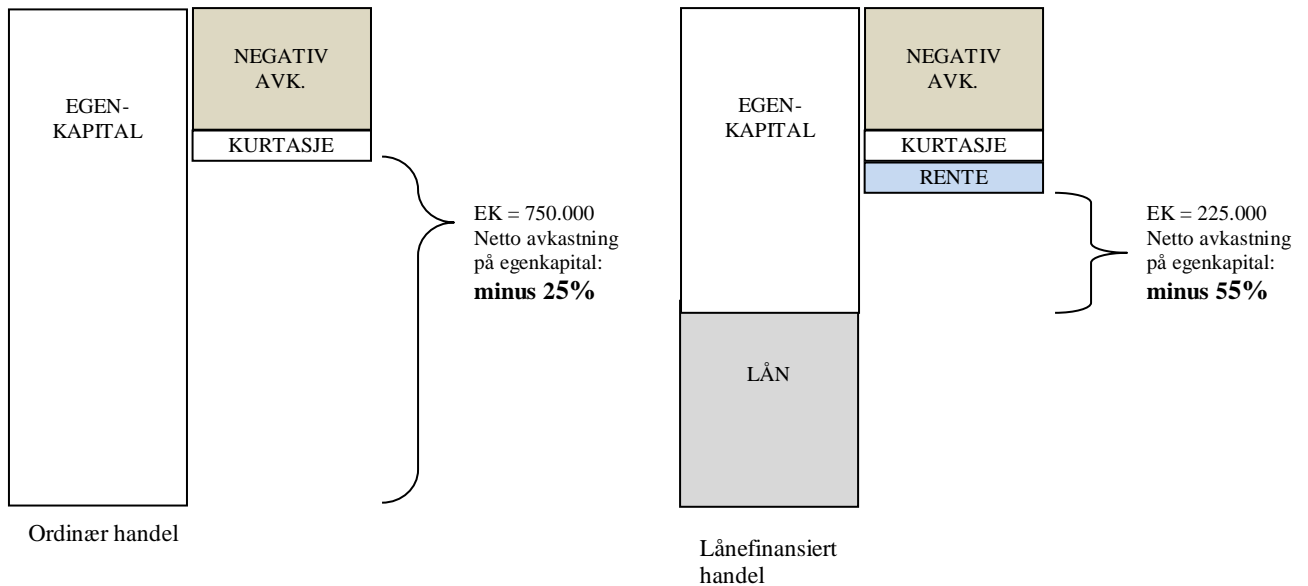 EGEN-
KAPITAL
NEGATIV
AVK.
KURTASJE
EK = 750.000
Netto avkastning
på egenkapital:
minus 25%
Ordinær handel
EGEN-
KAPITAL
NEGATIV
AVK.
KURTASJE
RENTE
EK = 225.000
Netto avkastning
på egenkapital:
minus 55%
LÅN
Lånefinansiert
handel